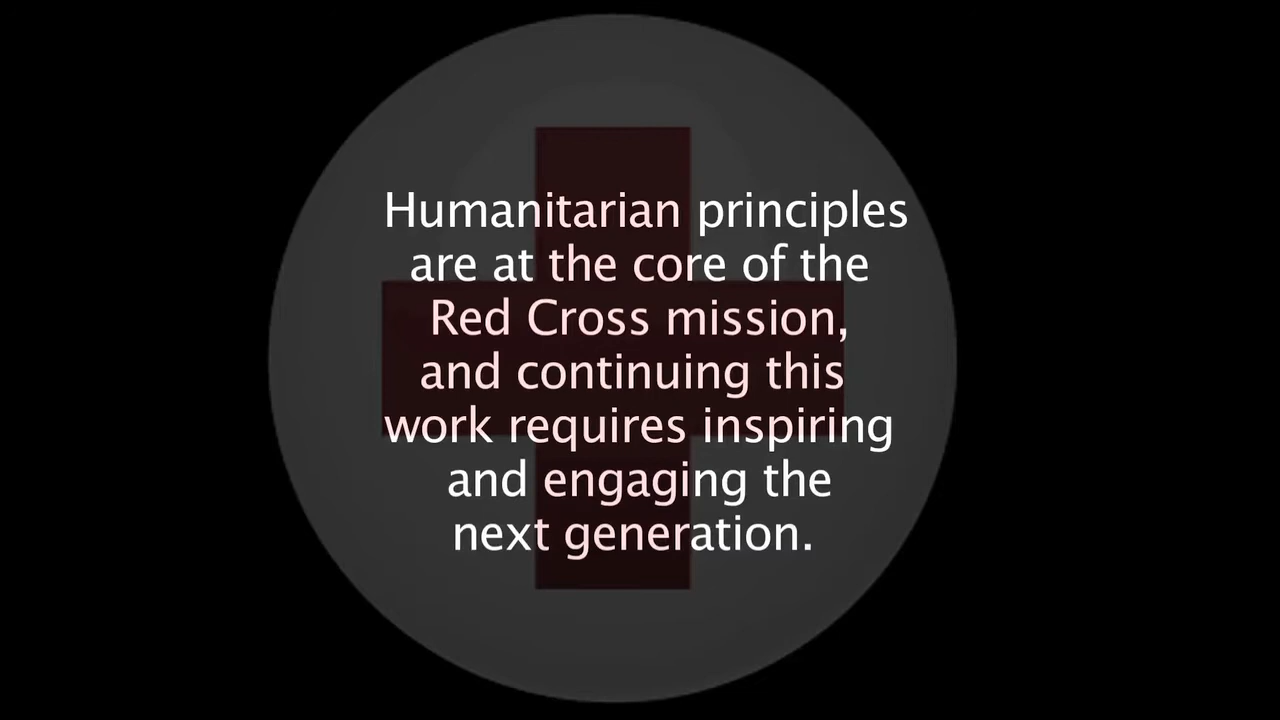 Humanitarian principles
are at the core of the
Red Cross mission,
and continuing this
work requires inspiring
and engaging the
next generation.